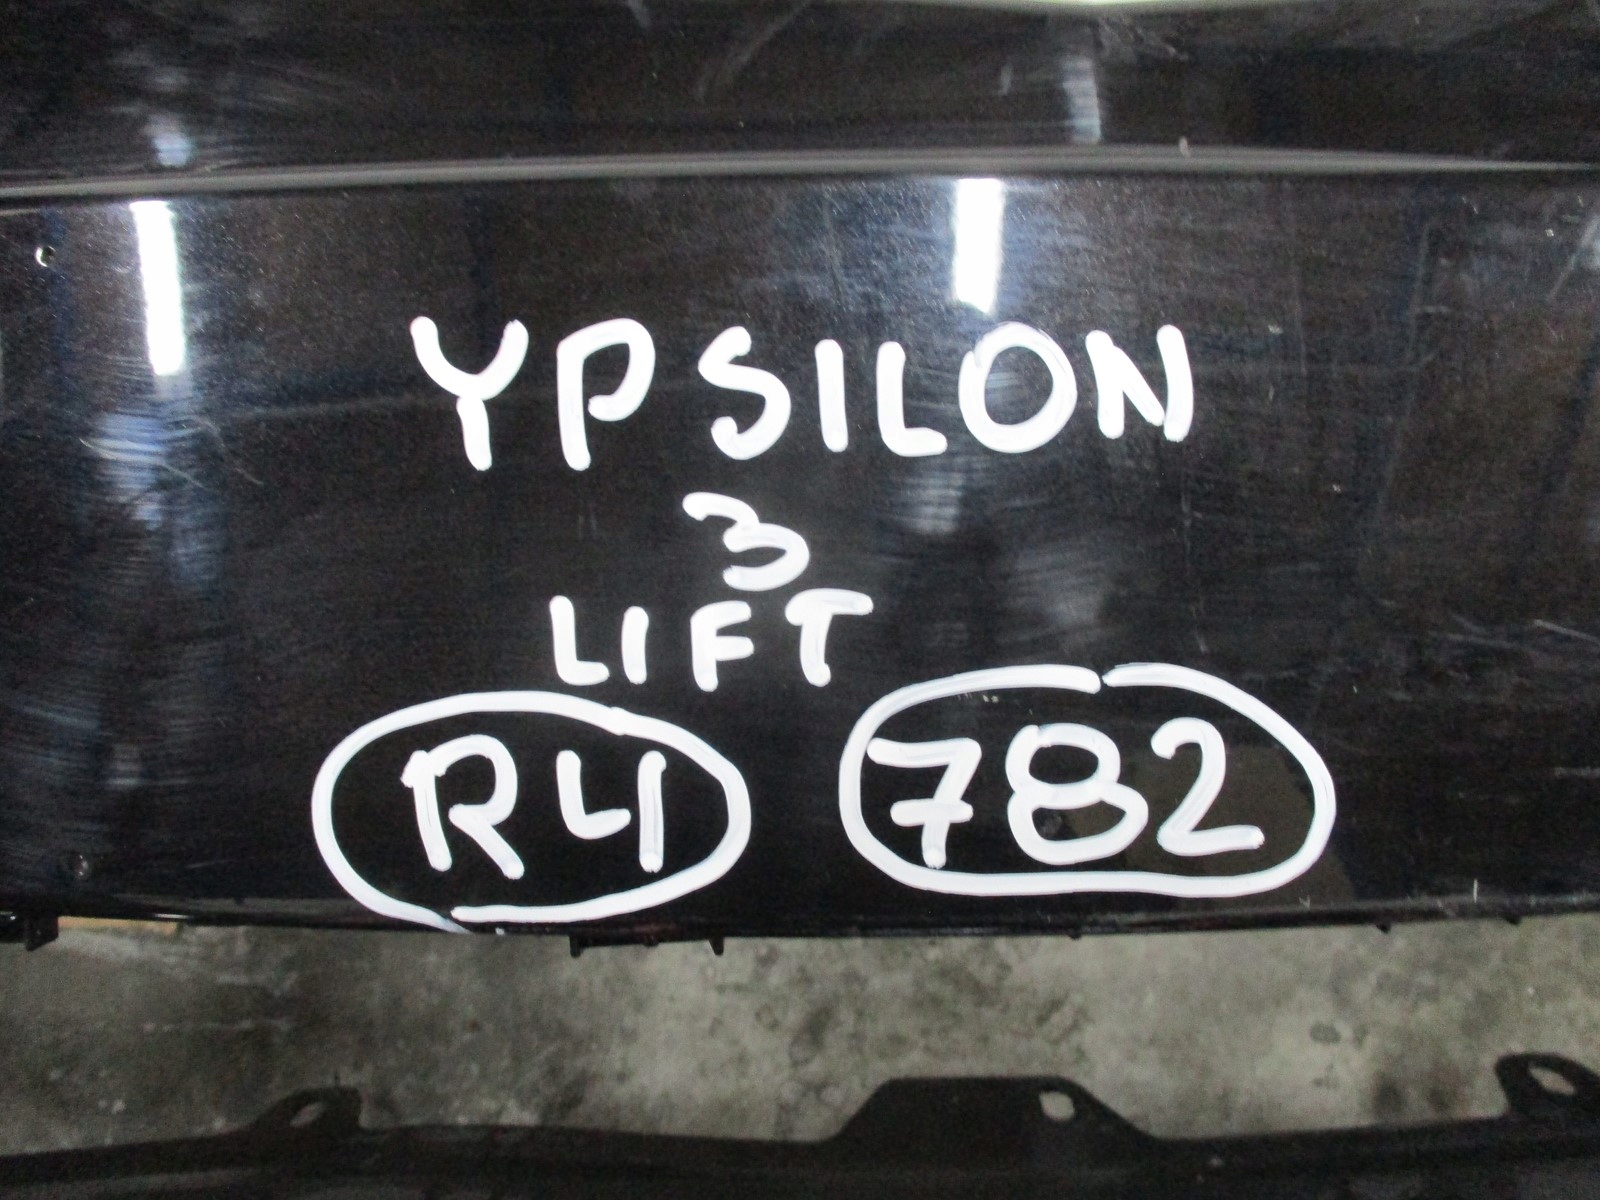 YPSILON
3
LIFT
R4 782